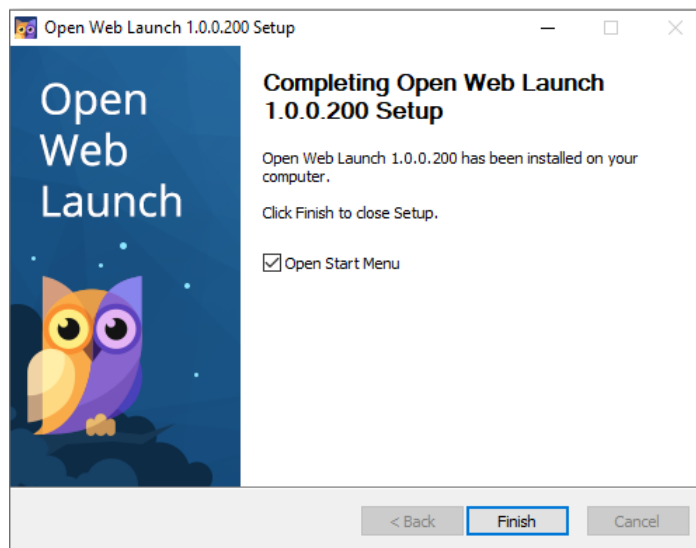 Open Web Launch 1.0.0.200 Setup
Open
Web
Launch
Completing Open Web Launch
1.0.0.200 Setup
Open Web Launch 1.0.0.200 has been installed on your
computer.
Click Finish to close Setup.
Open Start Menu
< Back Finish Cancel